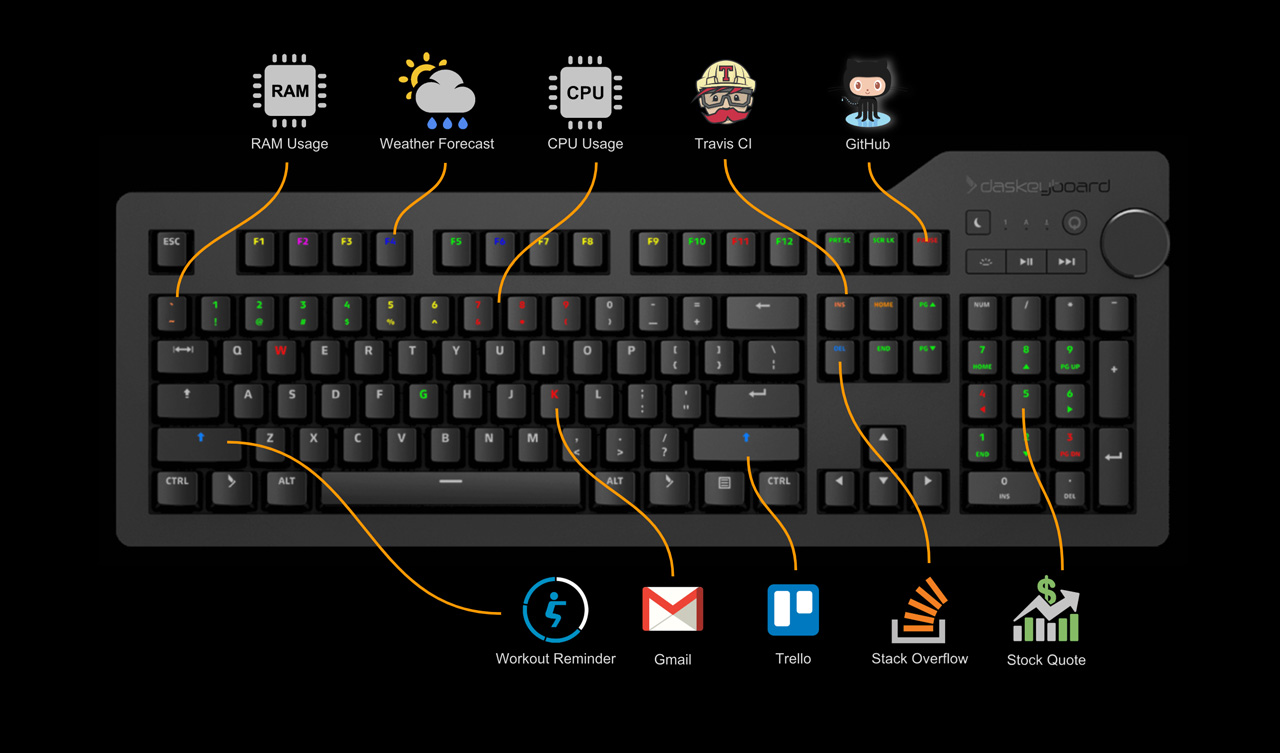 RAM
CPU
T
RAM Usage
Weather Forecast
CPU Usage
Travis CI
GitHub
daskeyboard
ESC F1 F2 F3 F4 F5 F6 F7 F8 F9 F10 F11 F12 PRT SC SCR LK PAUSE
1 A 1
` 1 2 3 4 5 6 7 8 9 0 - = INS HOME PG▲ NUM / * -
~ ! @ # $ % ^ & * ( ) _ +
Q W E R T Y U I O P [ ] \ DEL END PG▼ 7 8 9 +
{ } ¦ HOME ▲ PG UP
A S D F G H J K L ; ' 4 5 6
: " ◀ ▶
Z X C V B N M , . / ▲ 1 2 3
< > ? END ▼ PG DN
CTRL ALT ALT CTRL ◀ ▼ ▶ 0 .
INS DEL
$
Workout Reminder
Gmail
Trello
Stack Overflow
Stock Quote